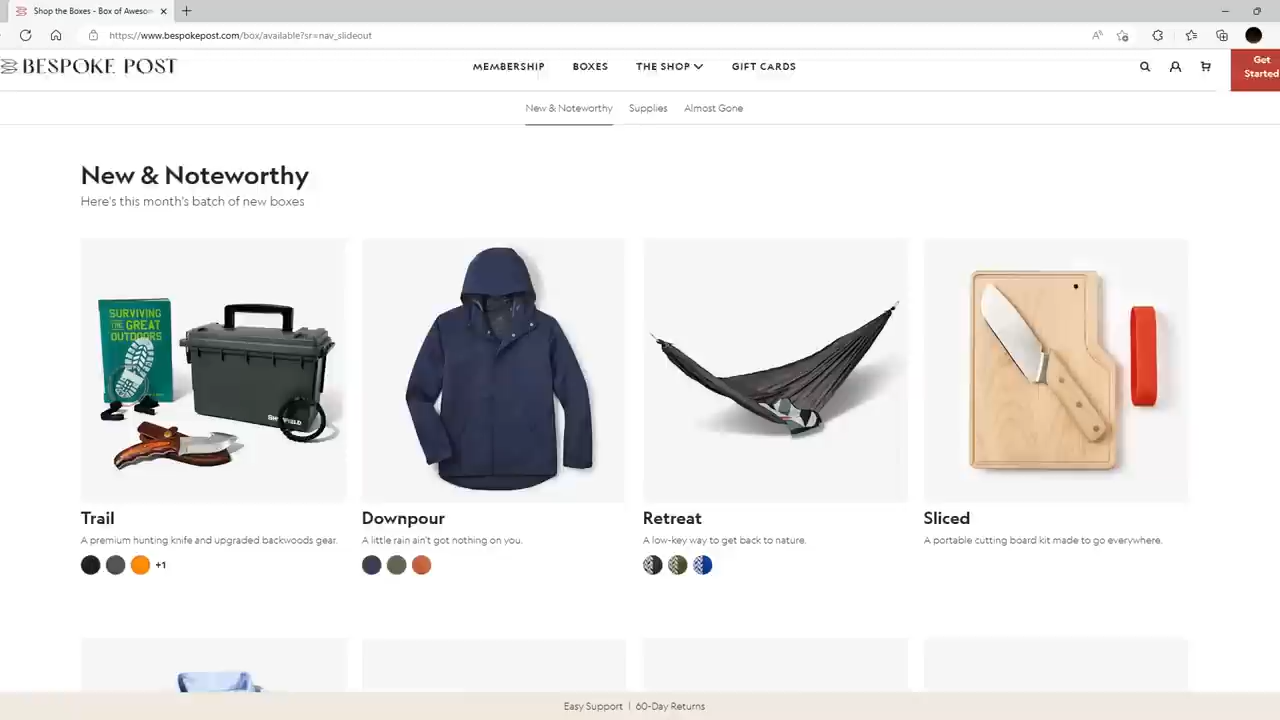 Shop the Boxes - Box of Awesom
https://www.bespokepost.com/box/available?sr=nav_slideout
BESPOKE POST
MEMBERSHIP
BOXES
THE SHOP
GIFT CARDS
Get
Started
New & Noteworthy
Supplies
Almost Gone
New & Noteworthy
Here's this month's batch of new boxes
SURVIVING
THE GREAT
OUTDOORS
Trail
A premium hunting knife and upgraded backwoods gear.
+1
Downpour
A little rain ain't got nothing on you.
Retreat
A low-key way to get back to nature.
Sliced
A portable cutting board kit made to go everywhere.
Easy Support | 60-Day Returns